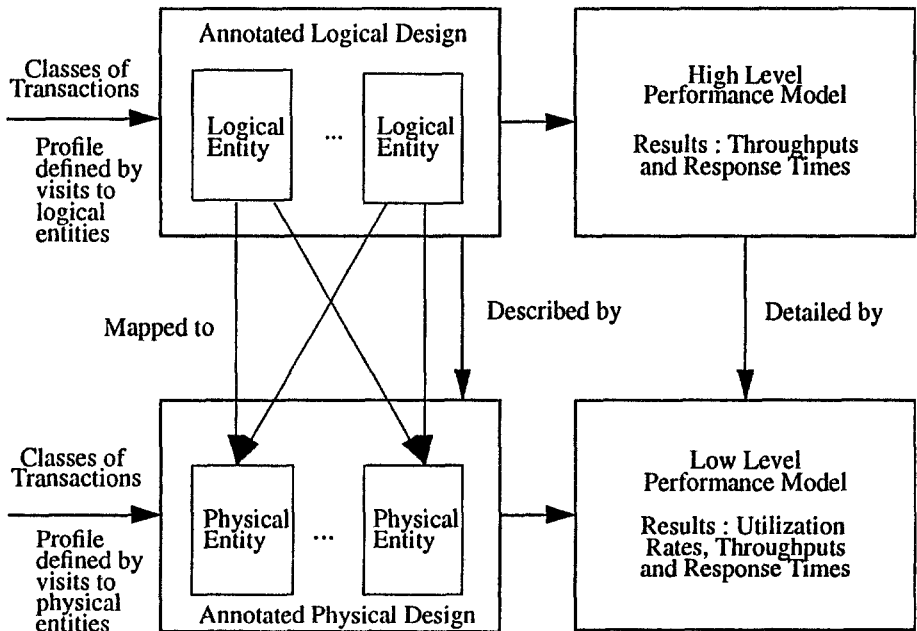 Annotated Logical Design
Classes of
Transactions
Profile
defined by
visits to
logical
entities
Logical
Entity
...
Logical
Entity
High Level
Performance Model
Results : Throughputs
and Response Times
Mapped to
Described by
Detailed by
Classes of
Transactions
Profile
defined by
visits to
physical
entities
Physical
Entity
...
Physical
Entity
Annotated Physical Design
Low Level
Performance Model
Results : Utilization
Rates, Throughputs
and Response Times